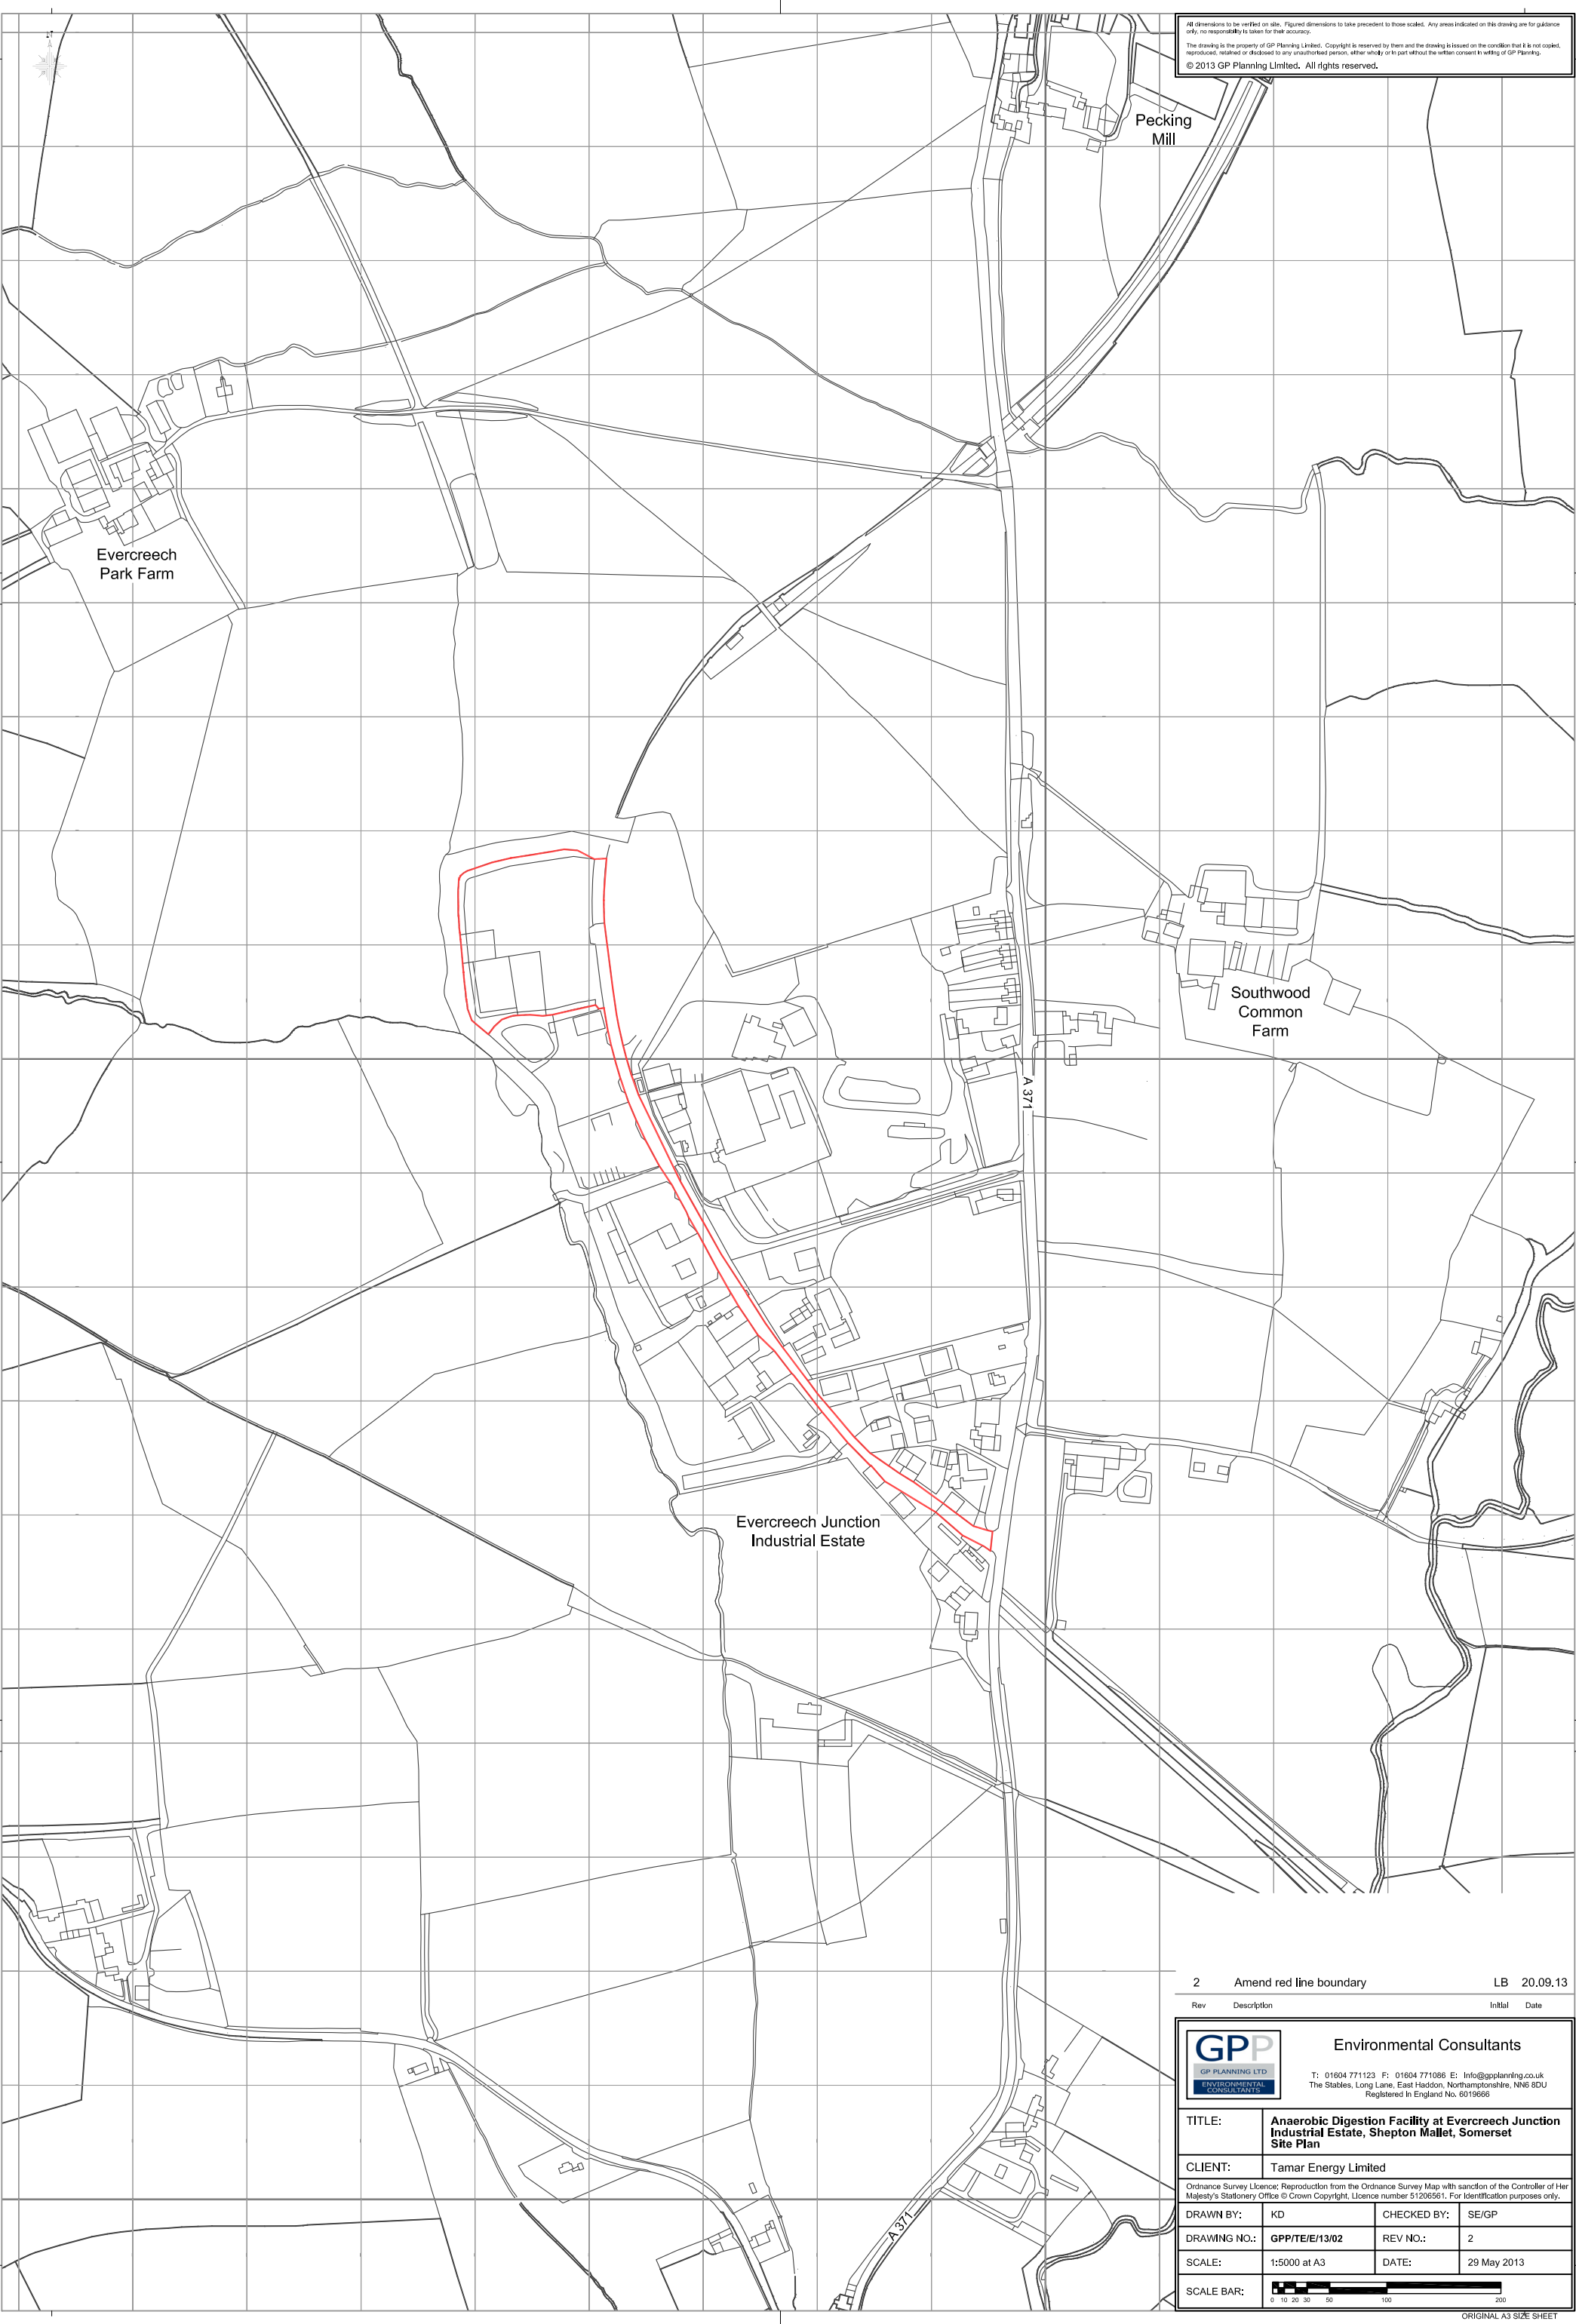 N
All dimensions to be verified on site. Figured dimensions to take precedent to those scaled. Any areas indicated on this drawing are for guidance
only, no responsibility is taken for their accuracy.
The drawing is the property of GP Planning Limited. Copyright is reserved by them and the drawing is issued on the condition that it is not copied,
reproduced, retained or disclosed to any unauthorised person, either wholly or in part without the written consent in writing of GP Planning.
© 2013 GP Planning Limited. All rights reserved.
Pecking
Mill
Evercreech
Park Farm
Southwood
Common
Farm
A 371
Evercreech Junction
Industrial Estate
A 371
2 Amend red line boundary LB 20.09.13
Rev Description Initial Date
GPP
GP PLANNING LTD
ENVIRONMENTAL
CONSULTANTS
Environmental Consultants
T: 01604 771123 F: 01604 771086 E: info@gpplanning.co.uk
The Stables, Long Lane, East Haddon, Northamptonshire, NN6 8DU
Registered in England No. 6019666
TITLE: Anaerobic Digestion Facility at Evercreech Junction
Industrial Estate, Shepton Mallet, Somerset
Site Plan
CLIENT: Tamar Energy Limited
Ordnance Survey Licence; Reproduction from the Ordnance Survey Map with sanction of the Controller of Her
Majesty's Stationery Office © Crown Copyright, Licence number 51206561. For identification purposes only.
DRAWN BY: KD CHECKED BY: SE/GP
DRAWING NO.: GPP/TE/E/13/02 REV NO.: 2
SCALE: 1:5000 at A3 DATE: 29 May 2013
SCALE BAR:
0 10 20 30 50 100 200
ORIGINAL A3 SIZE SHEET